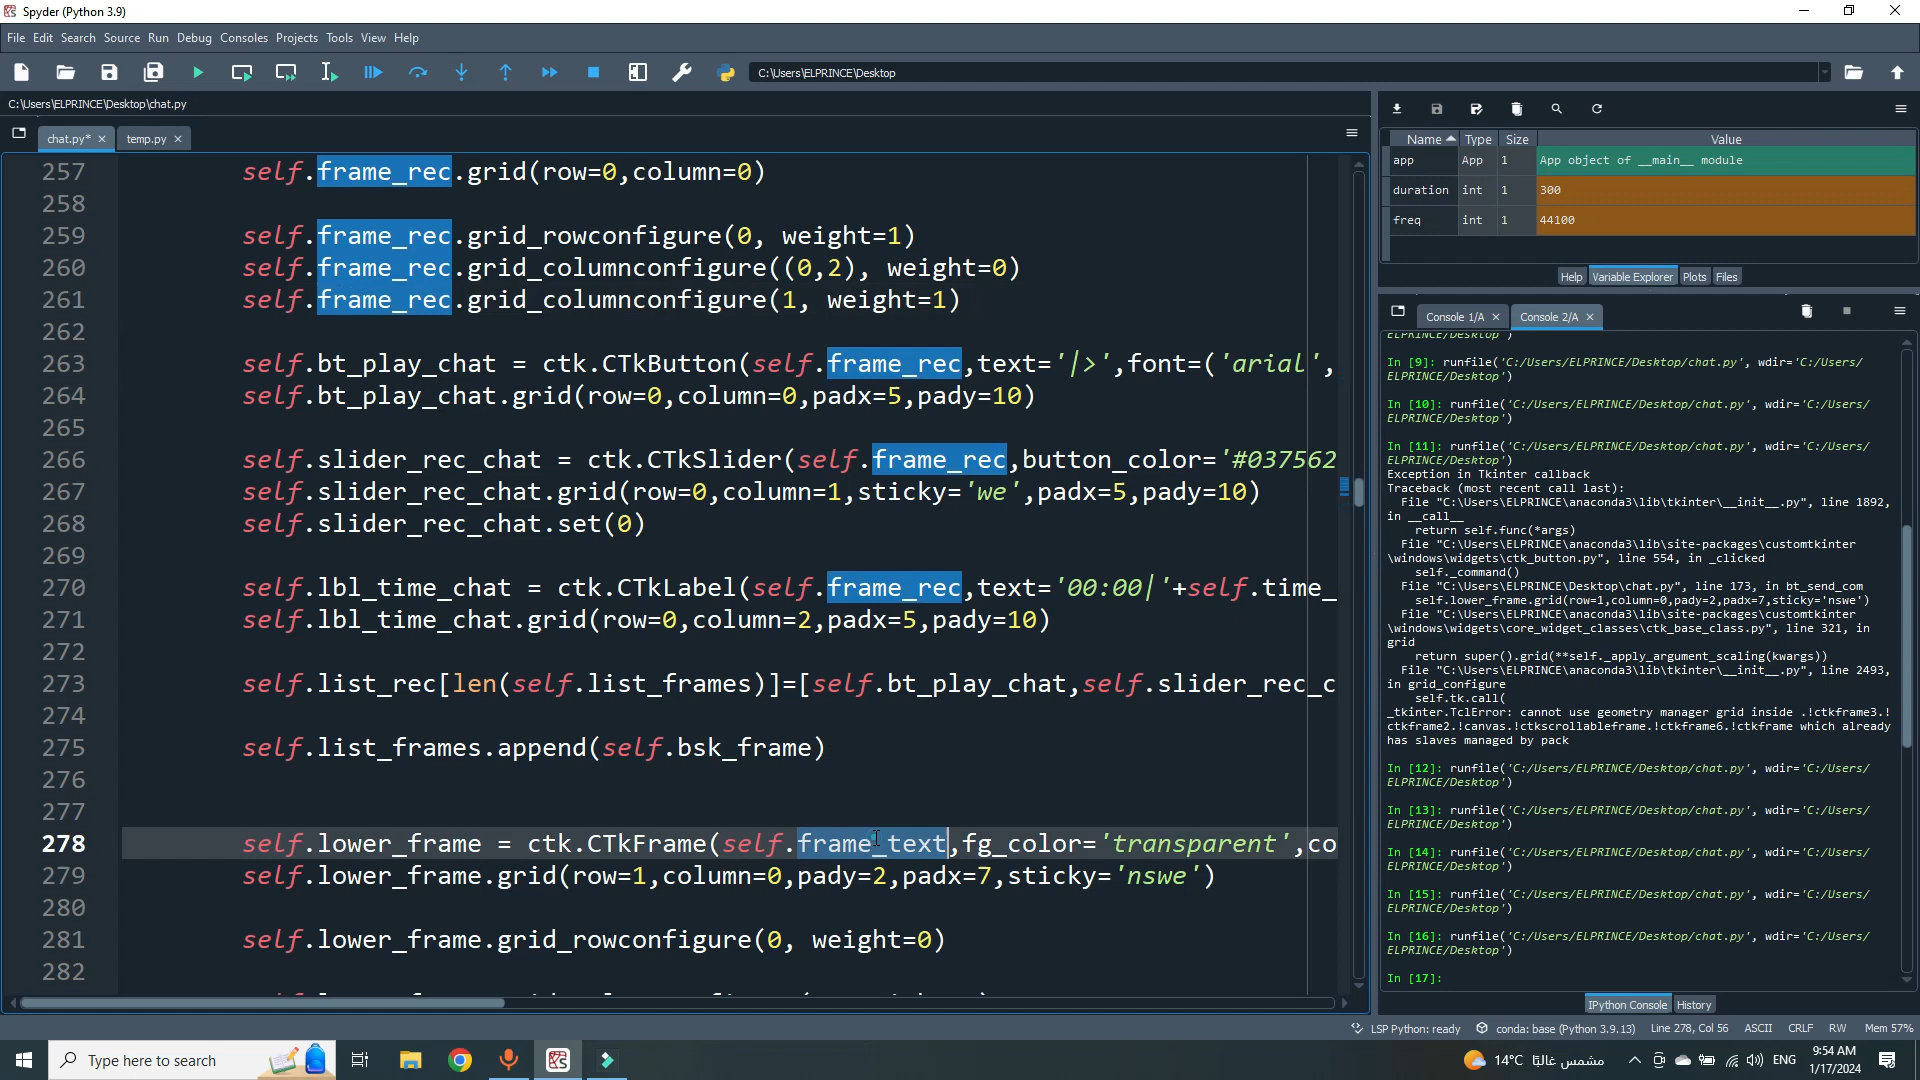 Spyder (Python 3.9)
File Edit Search Source Run Debug Consoles Projects Tools View Help
C:\Users\ELPRINCE\Desktop
C:\Users\ELPRINCE\Desktop\chat.py
chat.py*
temp.py
257 self.frame_rec.grid(row=0,column=0)
258
259 self.frame_rec.grid_rowconfigure(0, weight=1)
260 self.frame_rec.grid_columnconfigure((0,2), weight=0)
261 self.frame_rec.grid_columnconfigure(1, weight=1)
262
263 self.bt_play_chat = ctk.CTkButton(self.frame_rec,text='|>',font=('arial',
264 self.bt_play_chat.grid(row=0,column=0,padx=5,pady=10)
265
266 self.slider_rec_chat = ctk.CTkSlider(self.frame_rec,button_color='#037562
267 self.slider_rec_chat.grid(row=0,column=1,sticky='we',padx=5,pady=10)
268 self.slider_rec_chat.set(0)
269
270 self.lbl_time_chat = ctk.CTkLabel(self.frame_rec,text='00:00|'+self.time_
271 self.lbl_time_chat.grid(row=0,column=2,padx=5,pady=10)
272
273 self.list_rec[len(self.list_frames)]=[self.bt_play_chat,self.slider_rec_c
274
275 self.list_frames.append(self.bsk_frame)
276
277
278 self.lower_frame = ctk.CTkFrame(self.frame_text,fg_color='transparent',co
279 self.lower_frame.grid(row=1,column=0,pady=2,padx=7,sticky='nswe')
280
281 self.lower_frame.grid_rowconfigure(0, weight=0)
282
Name Type Size Value
app App 1 App object of __main__ module
duration int 1 300
freq int 1 44100
Help Variable Explorer Plots Files
Console 1/A Console 2/A
ELPRINCE/Desktop')
In [9]: runfile('C:/Users/ELPRINCE/Desktop/chat.py', wdir='C:/Users/
ELPRINCE/Desktop')
In [10]: runfile('C:/Users/ELPRINCE/Desktop/chat.py', wdir='C:/Users/
ELPRINCE/Desktop')
In [11]: runfile('C:/Users/ELPRINCE/Desktop/chat.py', wdir='C:/Users/
ELPRINCE/Desktop')
Exception in Tkinter callback
Traceback (most recent call last):
File "C:\Users\ELPRINCE\anaconda3\lib\tkinter\__init__.py", line 1892,
in __call__
return self.func(*args)
File "C:\Users\ELPRINCE\anaconda3\lib\site-packages\customtkinter
\windows\widgets\ctk_button.py", line 554, in _clicked
self._command()
File "C:\Users\ELPRINCE\Desktop\chat.py", line 173, in bt_send_com
self.lower_frame.grid(row=1,column=0,pady=2,padx=7,sticky='nswe')
File "C:\Users\ELPRINCE\anaconda3\lib\site-packages\customtkinter
\windows\widgets\core_widget_classes\ctk_base_class.py", line 321, in
grid
return super().grid(**self._apply_argument_scaling(kwargs))
File "C:\Users\ELPRINCE\anaconda3\lib\tkinter\__init__.py", line 2493,
in grid_configure
self.tk.call(
_tkinter.TclError: cannot use geometry manager grid inside .!ctkframe3.!
ctkframe2.!canvas.!ctkscrollableframe.!ctkframe6.!ctkframe which already
has slaves managed by pack
In [12]: runfile('C:/Users/ELPRINCE/Desktop/chat.py', wdir='C:/Users/
ELPRINCE/Desktop')
In [13]: runfile('C:/Users/ELPRINCE/Desktop/chat.py', wdir='C:/Users/
ELPRINCE/Desktop')
In [14]: runfile('C:/Users/ELPRINCE/Desktop/chat.py', wdir='C:/Users/
ELPRINCE/Desktop')
In [15]: runfile('C:/Users/ELPRINCE/Desktop/chat.py', wdir='C:/Users/
ELPRINCE/Desktop')
In [16]: runfile('C:/Users/ELPRINCE/Desktop/chat.py', wdir='C:/Users/
ELPRINCE/Desktop')
In [17]:
IPython Console History
LSP Python: ready conda: base (Python 3.9.13) Line 278, Col 56 ASCII CRLF RW Mem 57%
Type here to search
14°C مشمس غالبًا
ENG
9:54 AM
1/17/2024